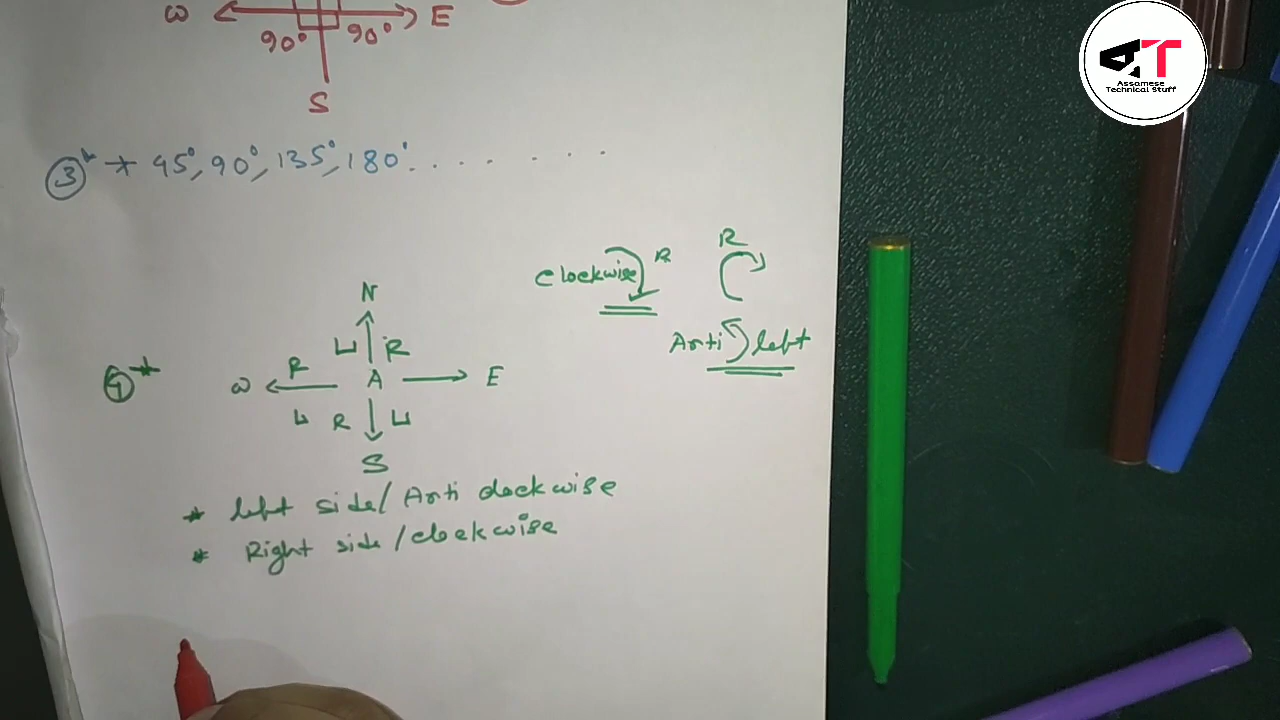 W E
90° 90°
S
③* * 45°, 90°, 135°, 180°. . . . . . . .
Clockwise R R
Anti left
N
L R
④* W R A E
L R L
S
* left side/Anti clockwise
* Right side/clockwise
AT
Assamese
Technical Stuff